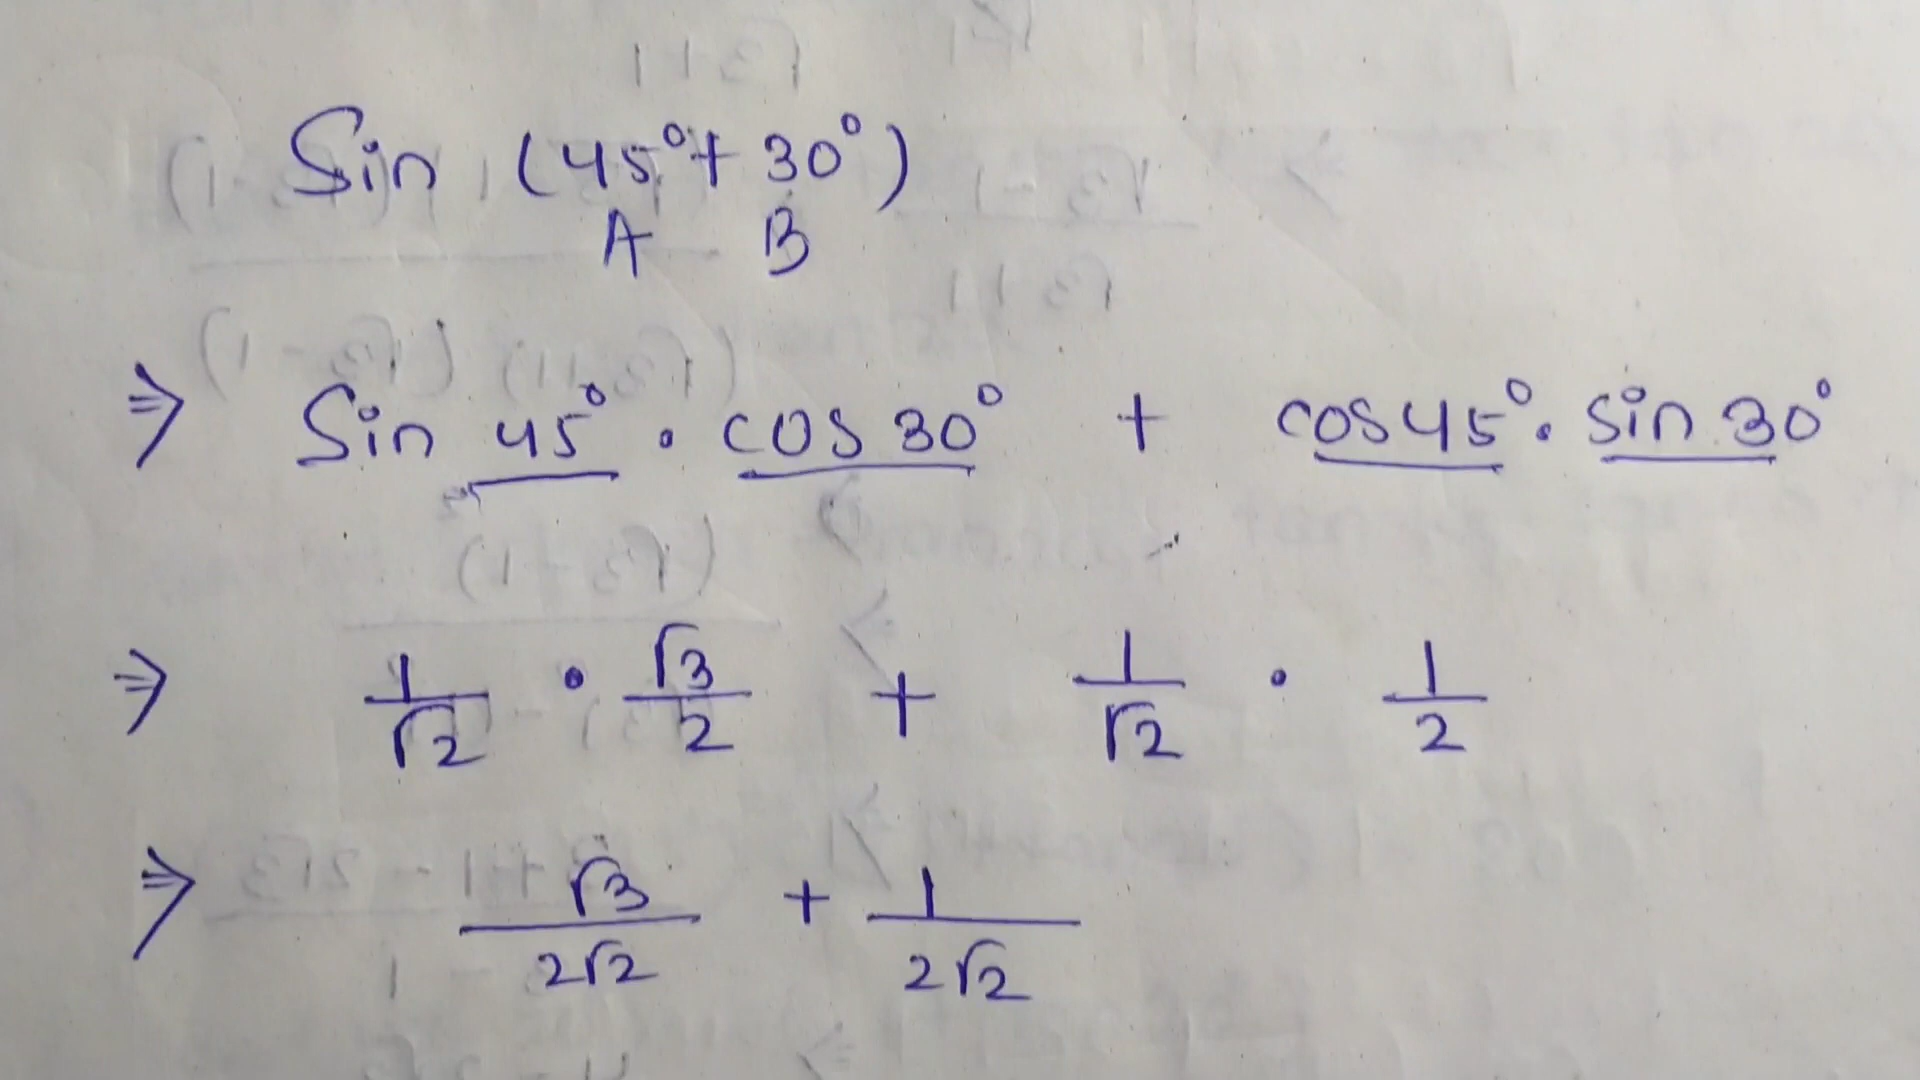 Sin (45° + 30°)
A B
⇒ Sin 45° . cos 30° + cos 45° . sin 30°
⇒ 1/√2 . √3/2 + 1/√2 . 1/2
⇒ √3/2√2 + 1/2√2